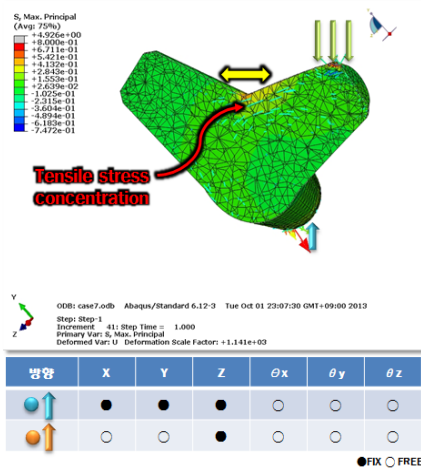 S, Max. Principal
(Avg: 75%)
+4.926e+00
+8.000e-01
+6.711e-01
+5.421e-01
+4.132e-01
+2.843e-01
+1.553e-01
+2.639e-02
-1.025e-01
-2.315e-01
-3.604e-01
-4.894e-01
-6.183e-01
-7.472e-01
Tensile stress
concentration
Y
Z
ODB: case7.odb Abaqus/Standard 6.12-3 Tue Oct 01 23:07:30 GMT+09:00 2013
Step: Step-1
Increment 41: Step Time = 1.000
Primary Var: S, Max. Principal
Deformed Var: U Deformation Scale Factor: +1.141e+03
방향 X Y Z Θx θy θz
● ● ● ○ ○ ○
○ ○ ● ○ ○ ○
●FIX ○ FREE